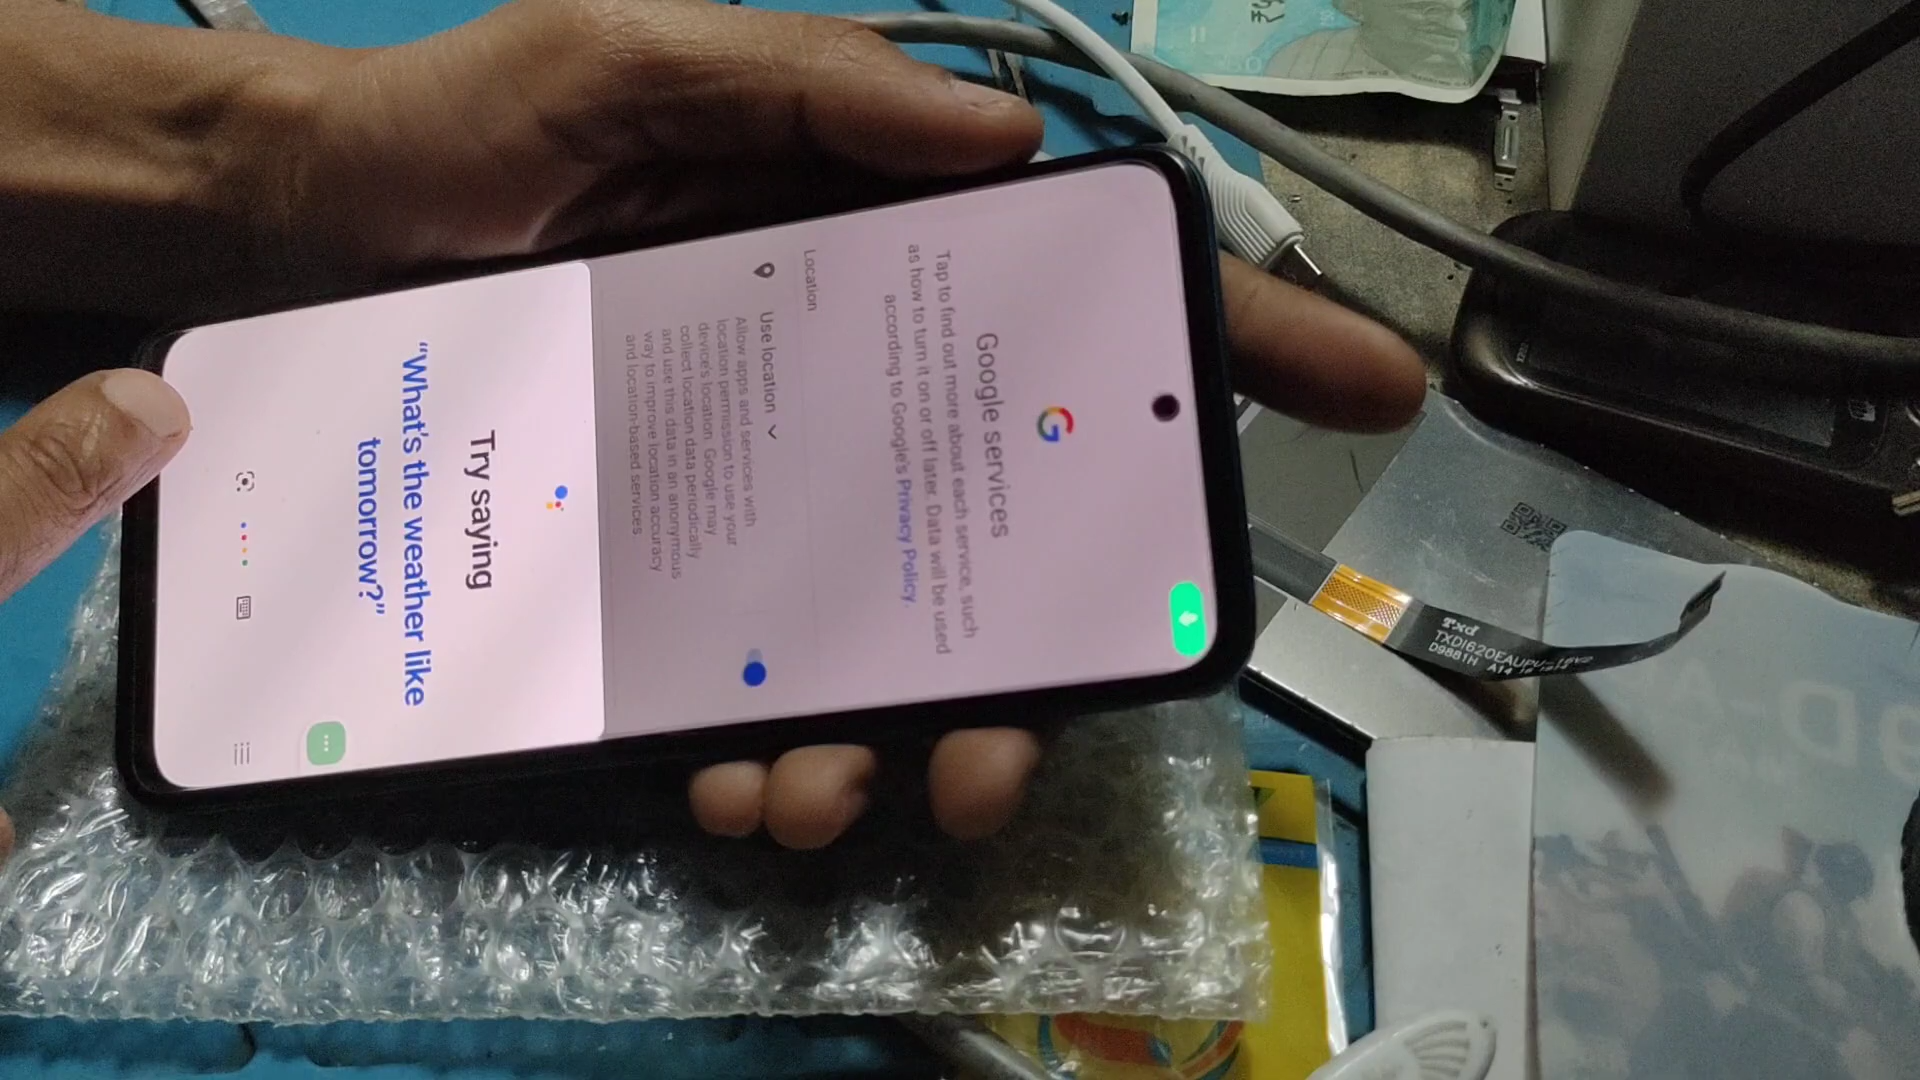 Google services
Tap to find out more about each service, such
as how to turn it on or off later. Data will be used
according to Google's Privacy Policy.
Location
Use location
Allow apps and services with
location permission to use your
device's location. Google may
collect location data periodically
and use this data in an anonymous
way to improve location accuracy
and location-based services.
Try saying
"What's the weather like
tomorrow?"
Txd
D9881H